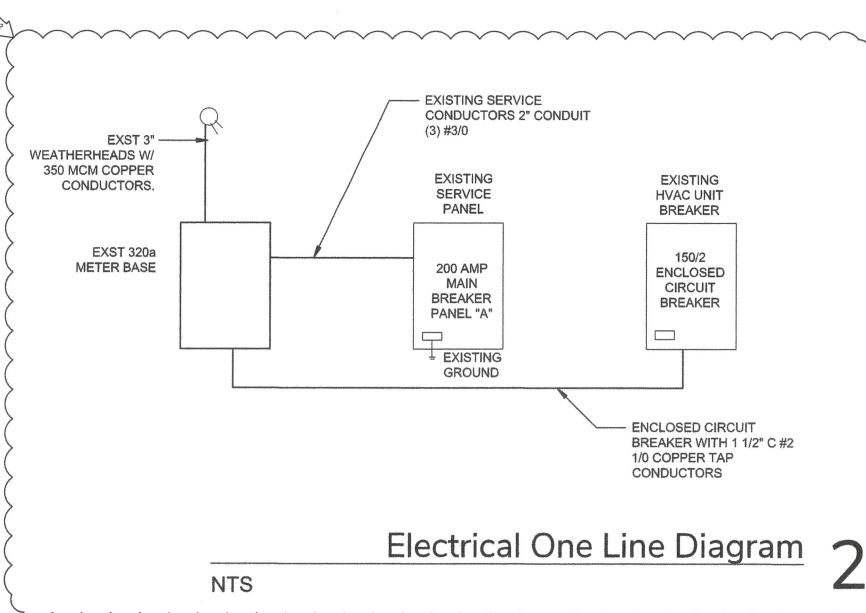 EXISTING SERVICE
CONDUCTORS 2" CONDUIT
(3) #3/0
EXST 3"
WEATHERHEADS W/
350 MCM COPPER
CONDUCTORS.
EXISTING
SERVICE
PANEL
EXISTING
HVAC UNIT
BREAKER
EXST 320a
METER BASE
200 AMP
MAIN
BREAKER
PANEL "A"
150/2
ENCLOSED
CIRCUIT
BREAKER
EXISTING
GROUND
ENCLOSED CIRCUIT
BREAKER WITH 1 1/2" C #2
1/0 COPPER TAP
CONDUCTORS
Electrical One Line Diagram
2
NTS